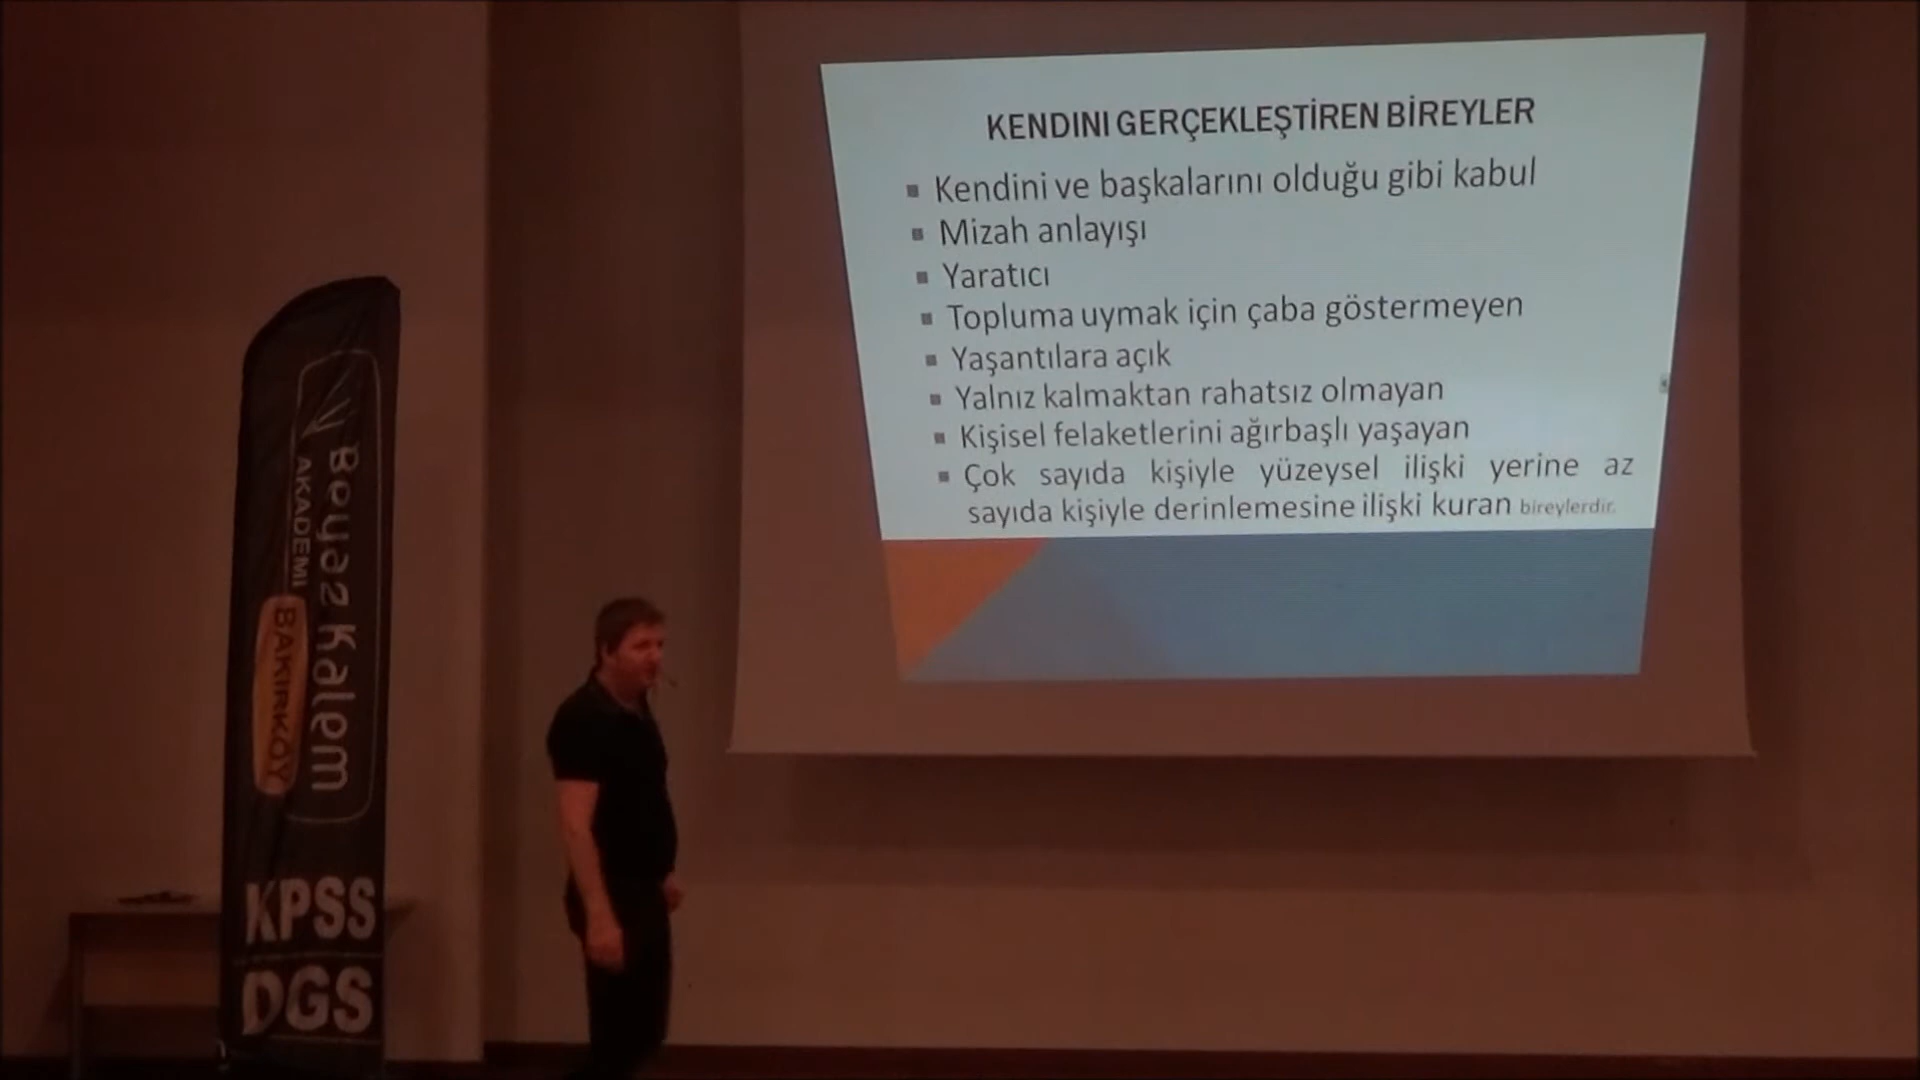 KENDINI GERÇEKLEŞTİREN BİREYLER
Kendini ve başkalarını olduğu gibi kabul
Mizah anlayışı
Yaratıcı
Topluma uymak için çaba göstermeyen
Yaşantılara açık
Yalnız kalmaktan rahatsız olmayan
Kişisel felaketlerini ağırbaşlı yaşayan
Çok sayıda kişiyle yüzeysel ilişki yerine az
sayıda kişiyle derinlemesine ilişki kuran bireylerdir.
Beyaz Kalem
AKADEMİ
BAKIRKÖY
KPSS
DGS